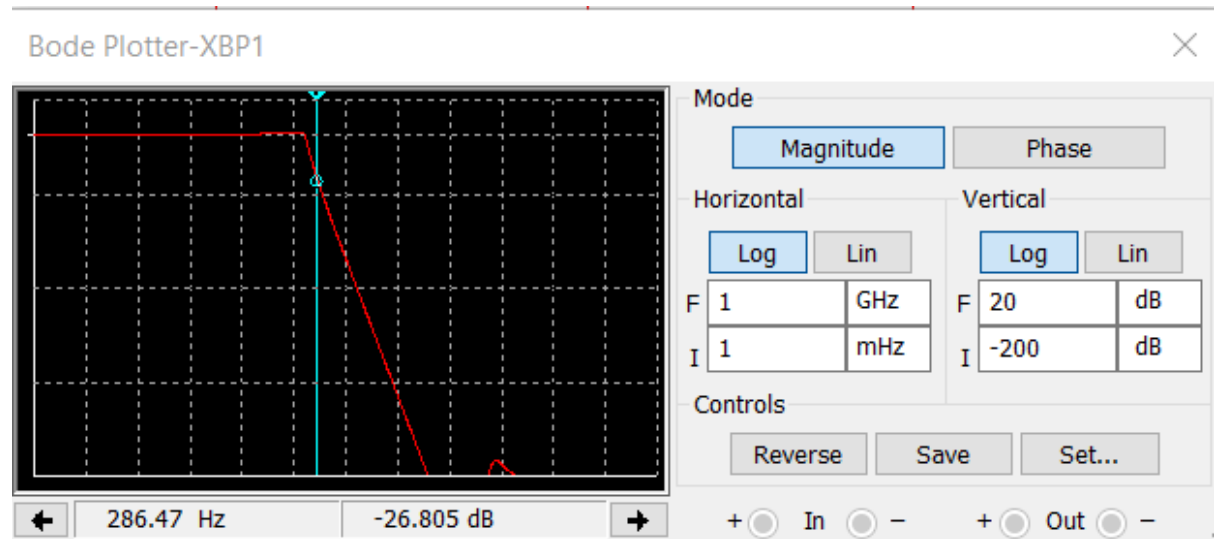 Bode Plotter-XBP1
Mode
Magnitude Phase
Horizontal Vertical
Log Lin Log Lin
F 1 GHz F 20 dB
I 1 mHz I -200 dB
Controls
Reverse Save Set...
286.47 Hz -26.805 dB + In − + Out −